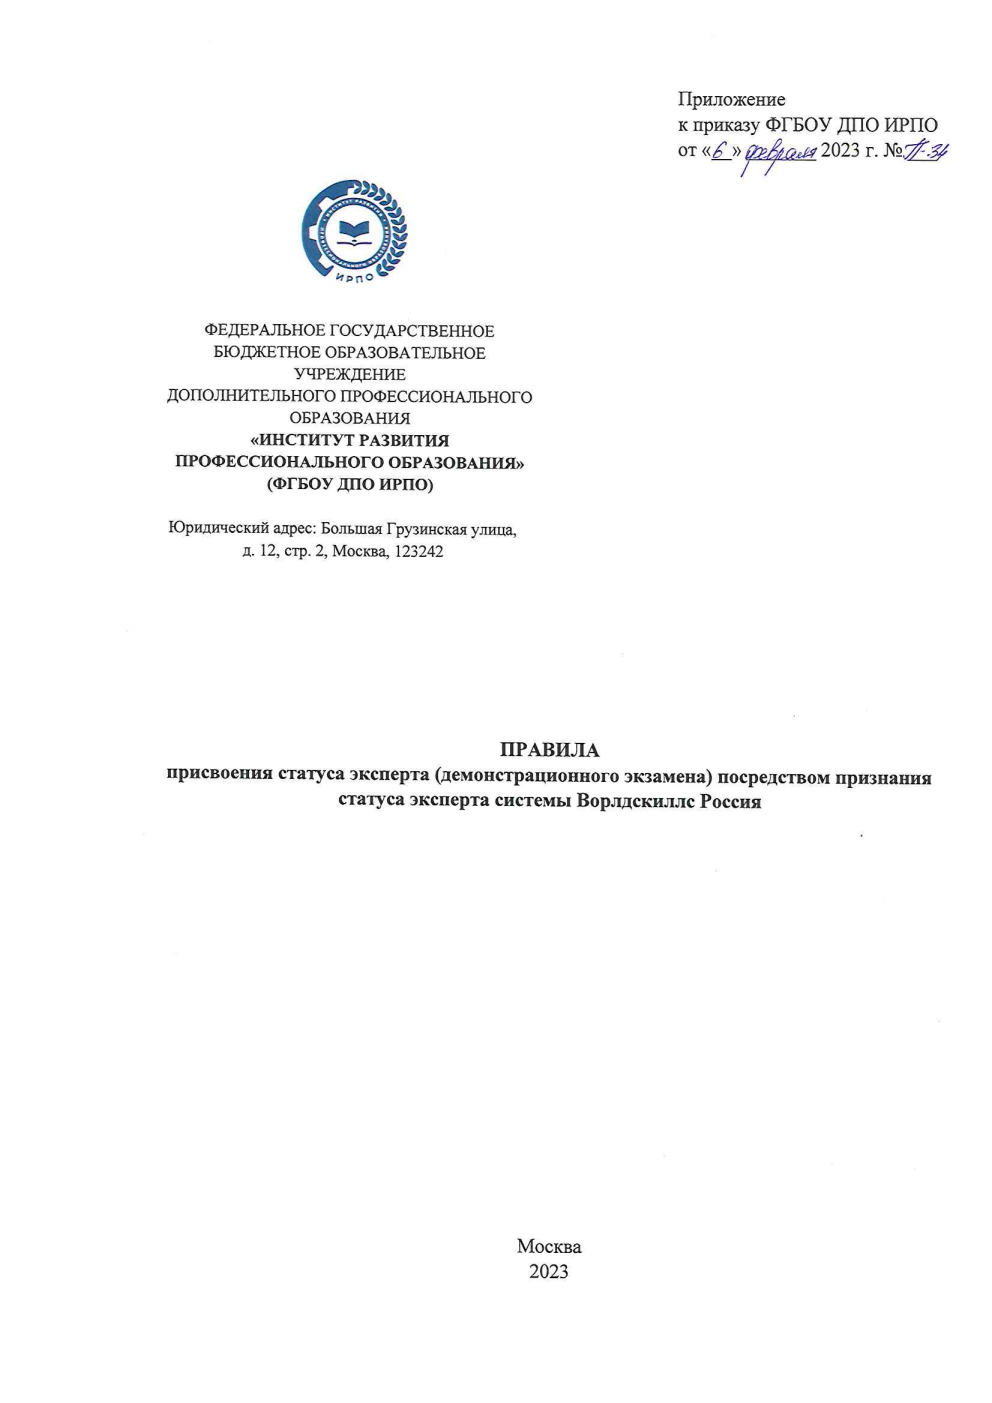 Приложение
к приказу ФГБОУ ДПО ИРПО
от «6» февраля 2023 г. № П-34
ИРПО
ФЕДЕРАЛЬНОЕ ГОСУДАРСТВЕННОЕ
БЮДЖЕТНОЕ ОБРАЗОВАТЕЛЬНОЕ
УЧРЕЖДЕНИЕ
ДОПОЛНИТЕЛЬНОГО ПРОФЕССИОНАЛЬНОГО
ОБРАЗОВАНИЯ
«ИНСТИТУТ РАЗВИТИЯ
ПРОФЕССИОНАЛЬНОГО ОБРАЗОВАНИЯ»
(ФГБОУ ДПО ИРПО)
Юридический адрес: Большая Грузинская улица,
д. 12, стр. 2, Москва, 123242
ПРАВИЛА
присвоения статуса эксперта (демонстрационного экзамена) посредством признания
статуса эксперта системы Ворлдскиллс Россия
Москва
2023